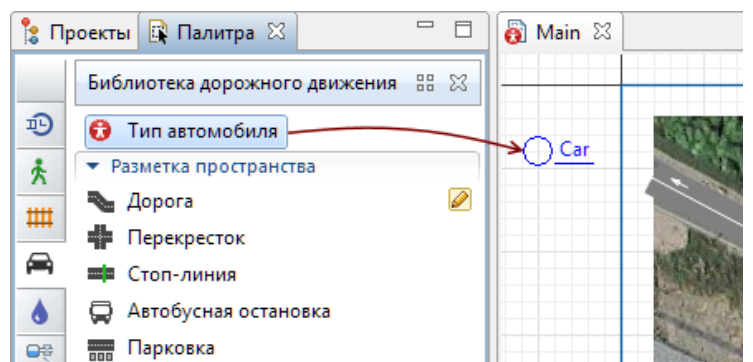 Проекты Палитра Main
Библиотека дорожного движения
Тип автомобиля
Car
Разметка пространства
Дорога
Перекресток
Стоп-линия
Автобусная остановка
Парковка